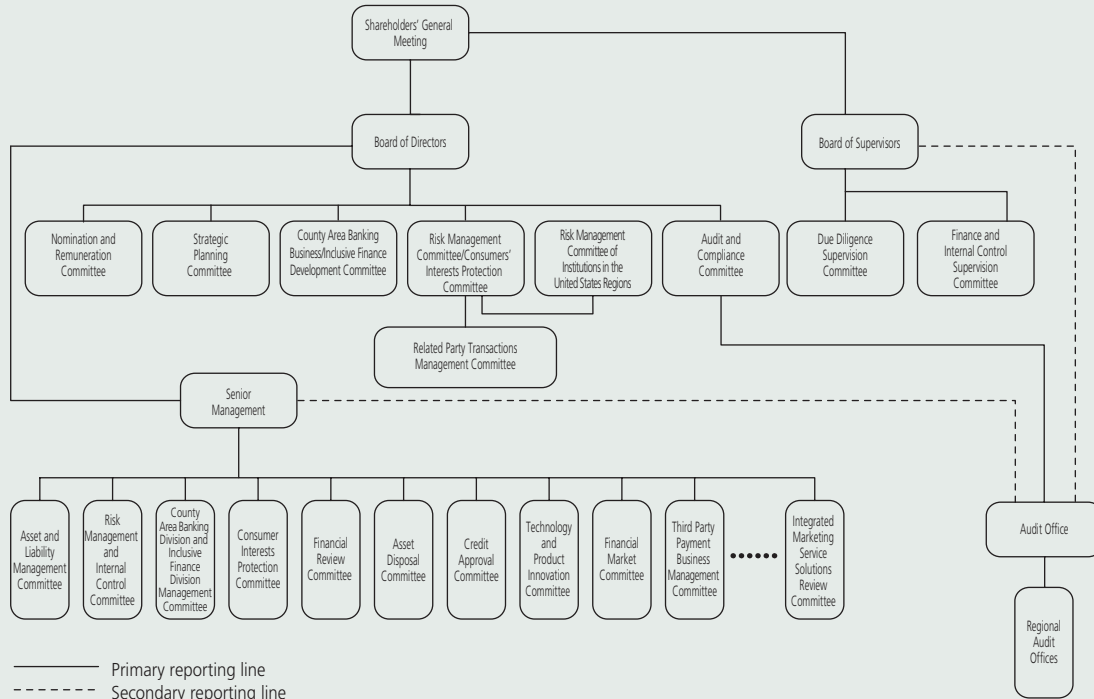 Shareholders' General
Meeting
Board of Directors
Board of Supervisors
Nomination and
Remuneration
Committee
Strategic
Planning
Committee
County Area Banking
Business/Inclusive Finance
Development Committee
Risk Management
Committee/Consumers'
Interests Protection
Committee
Risk Management
Committee of
Institutions in the
United States Regions
Audit and
Compliance
Committee
Due Diligence
Supervision
Committee
Finance and
Internal Control
Supervision
Committee
Related Party Transactions
Management Committee
Senior
Management
Asset and
Liability
Management
Committee
Risk
Management
and
Internal
Control
Committee
County
Area Banking
Division and
Inclusive
Finance
Division
Management
Committee
Consumer
Interests
Protection
Committee
Financial
Review
Committee
Asset
Disposal
Committee
Credit
Approval
Committee
Technology
and
Product
Innovation
Committee
Financial
Market
Committee
Third Party
Payment
Business
Management
Committee
Integrated
Marketing
Service
Solutions
Review
Committee
Audit Office
Regional
Audit
Offices
Primary reporting line
Secondary reporting line